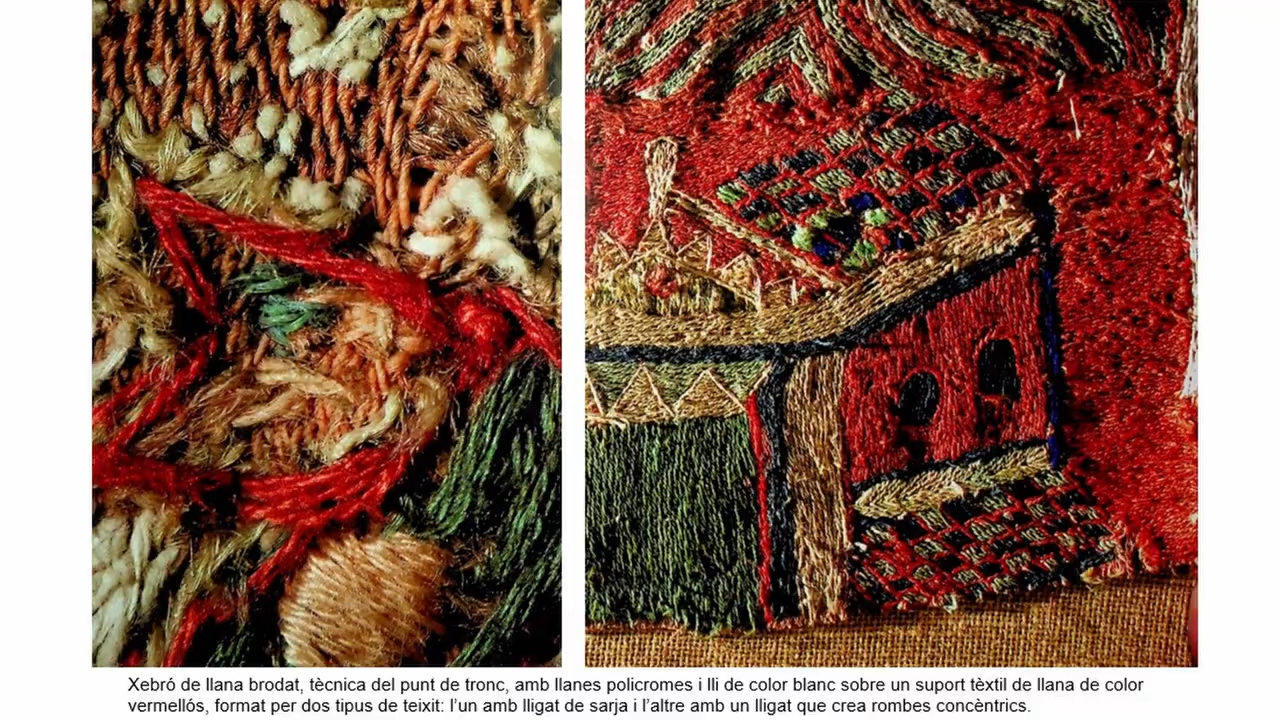 Xebró de llana brodat, tècnica del punt de tronc, amb llanes policromes i lli de color blanc sobre un suport tèxtil de llana de color
vermellós, format per dos tipus de teixit: l’un amb lligat de sarja i l’altre amb un lligat que crea rombes concèntrics.